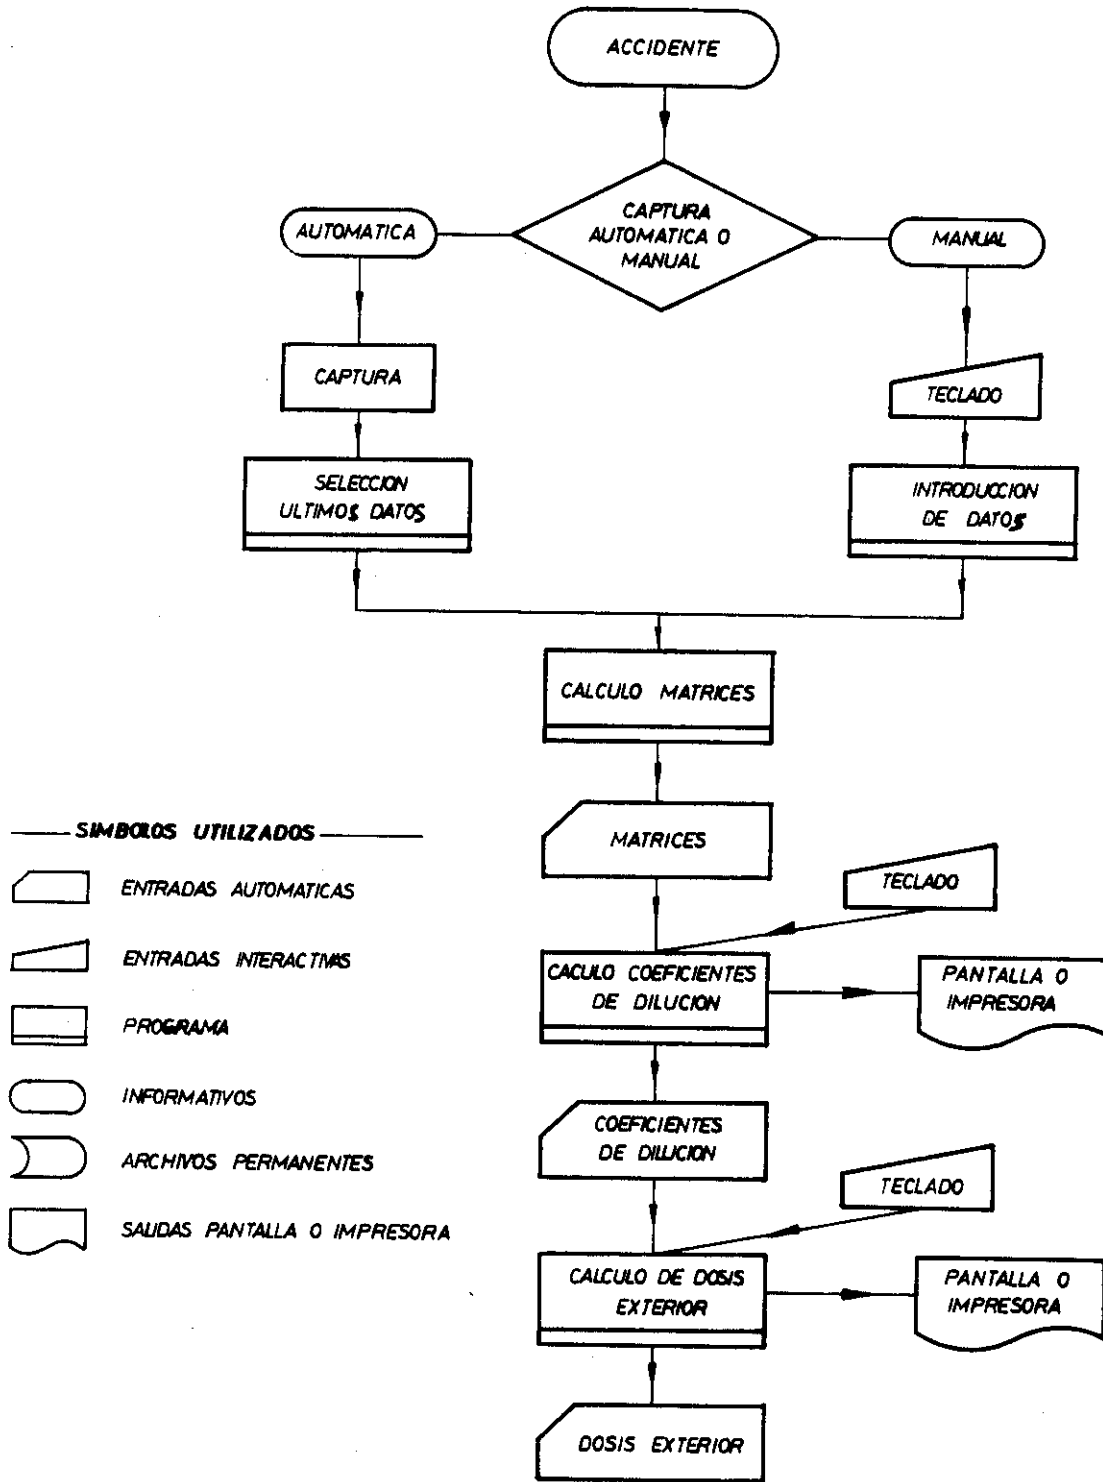 ACCIDENTE
CAPTURA
AUTOMATICA O
MANUAL
AUTOMATICA
MANUAL
CAPTURA
TECLADO
SELECCION
ULTIMOS DATOS
INTRODUCCION
DE DATOS
CALCULO MATRICES
MATRICES
TECLADO
CACULO COEFICIENTES
DE DILUCION
PANTALLA O
IMPRESORA
COEFICIENTES
DE DILUCION
TECLADO
CALCULO DE DOSIS
EXTERIOR
PANTALLA O
IMPRESORA
DOSIS EXTERIOR
SIMBOLOS UTILIZADOS
ENTRADAS AUTOMATICAS
ENTRADAS INTERACTIVAS
PROGRAMA
INFORMATIVOS
ARCHIVOS PERMANENTES
SALIDAS PANTALLA O IMPRESORA